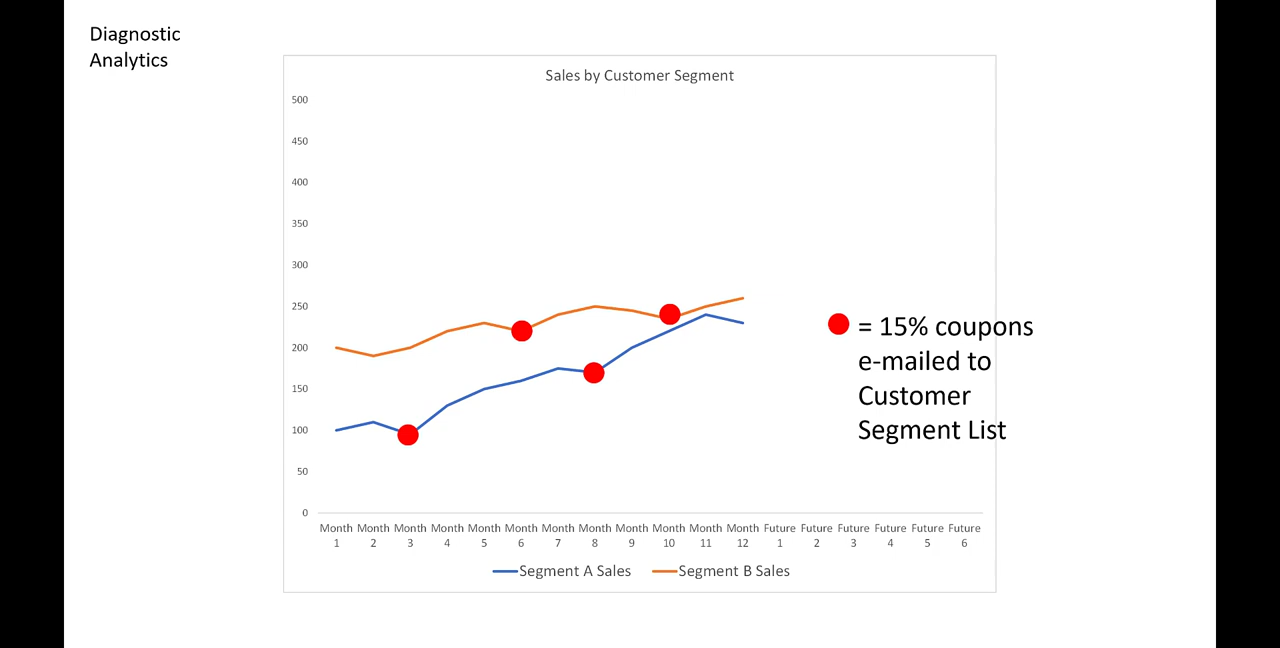 Diagnostic
Analytics
Sales by Customer Segment
500
450
400
350
300
250
200
150
100
50
0
Month Month Month Month Month Month Month Month Month Month Month Month Future Future Future Future Future Future
1 2 3 4 5 6 7 8 9 10 11 12 1 2 3 4 5 6
Segment A Sales Segment B Sales
= 15% coupons
e-mailed to
Customer
Segment List